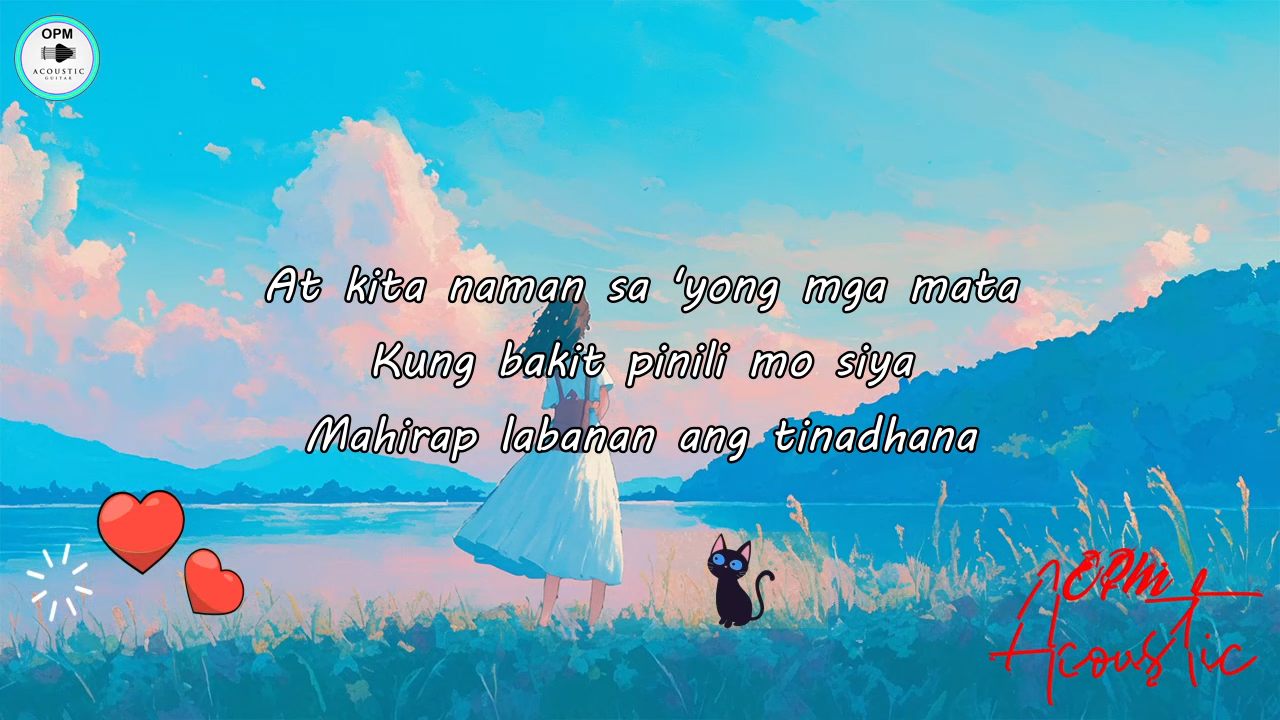 OPM
ACOUSTIC
GUITAR
At kita naman sa 'yong mga mata
Kung bakit pinili mo siya
Mahirap labanan ang tinadhana
OPM
Acoustic